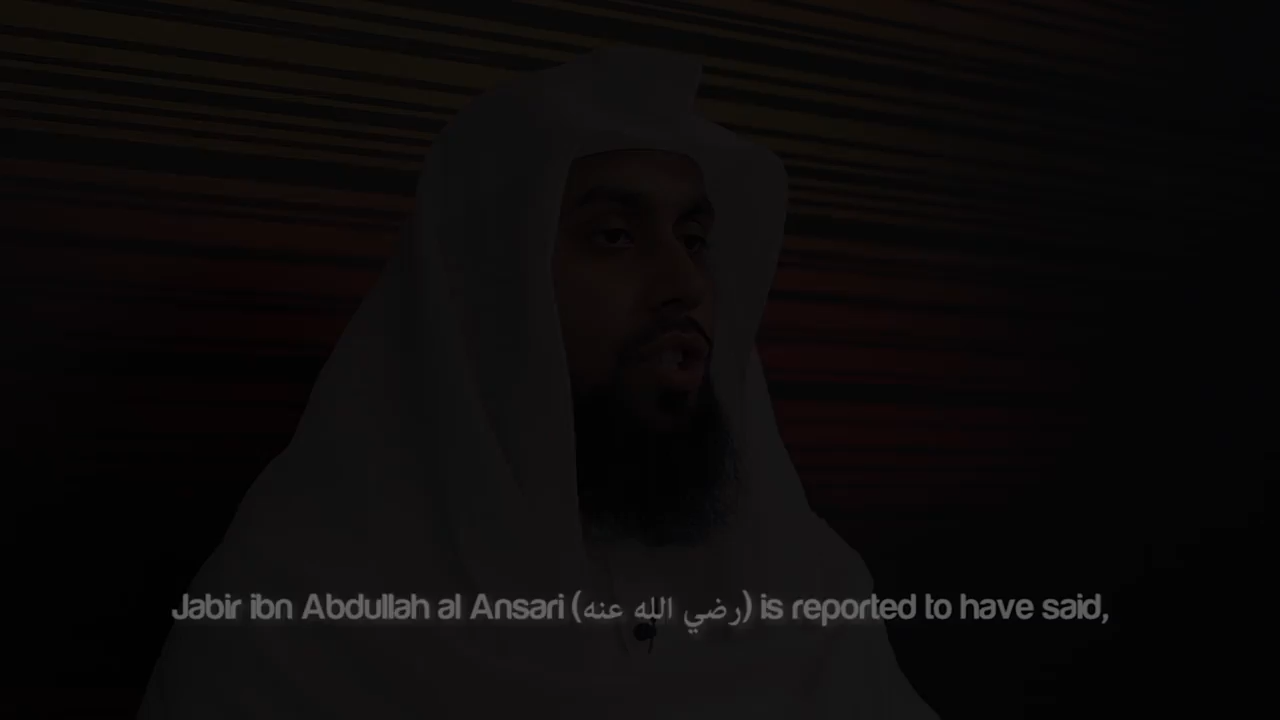 Jabir ibn Abdullah al Ansari (رضي الله عنه) is reported to have said,